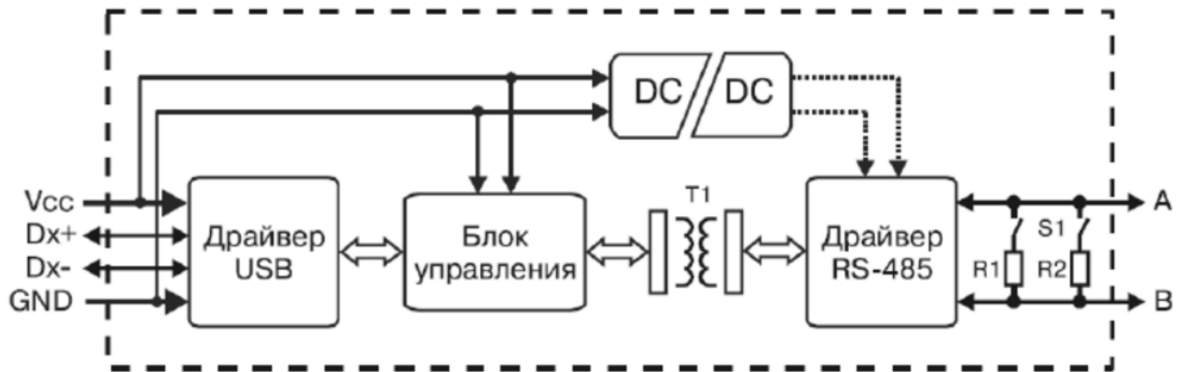 DC DC
Vcc
Dx+
Dx-
GND
Драйвер
USB
Блок
управления
T1
Драйвер
RS-485
R1
S1
R2
A
B